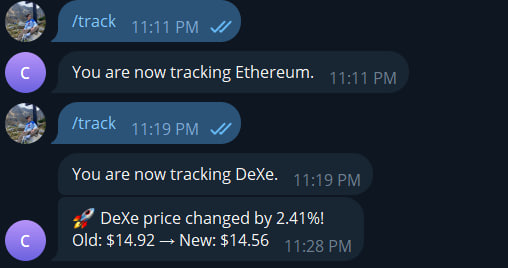 /track 11:11 PM
C
You are now tracking Ethereum. 11:11 PM
/track 11:19 PM
You are now tracking DeXe. 11:19 PM
🚀 DeXe price changed by 2.41%!
C
Old: $14.92 → New: $14.56 11:28 PM